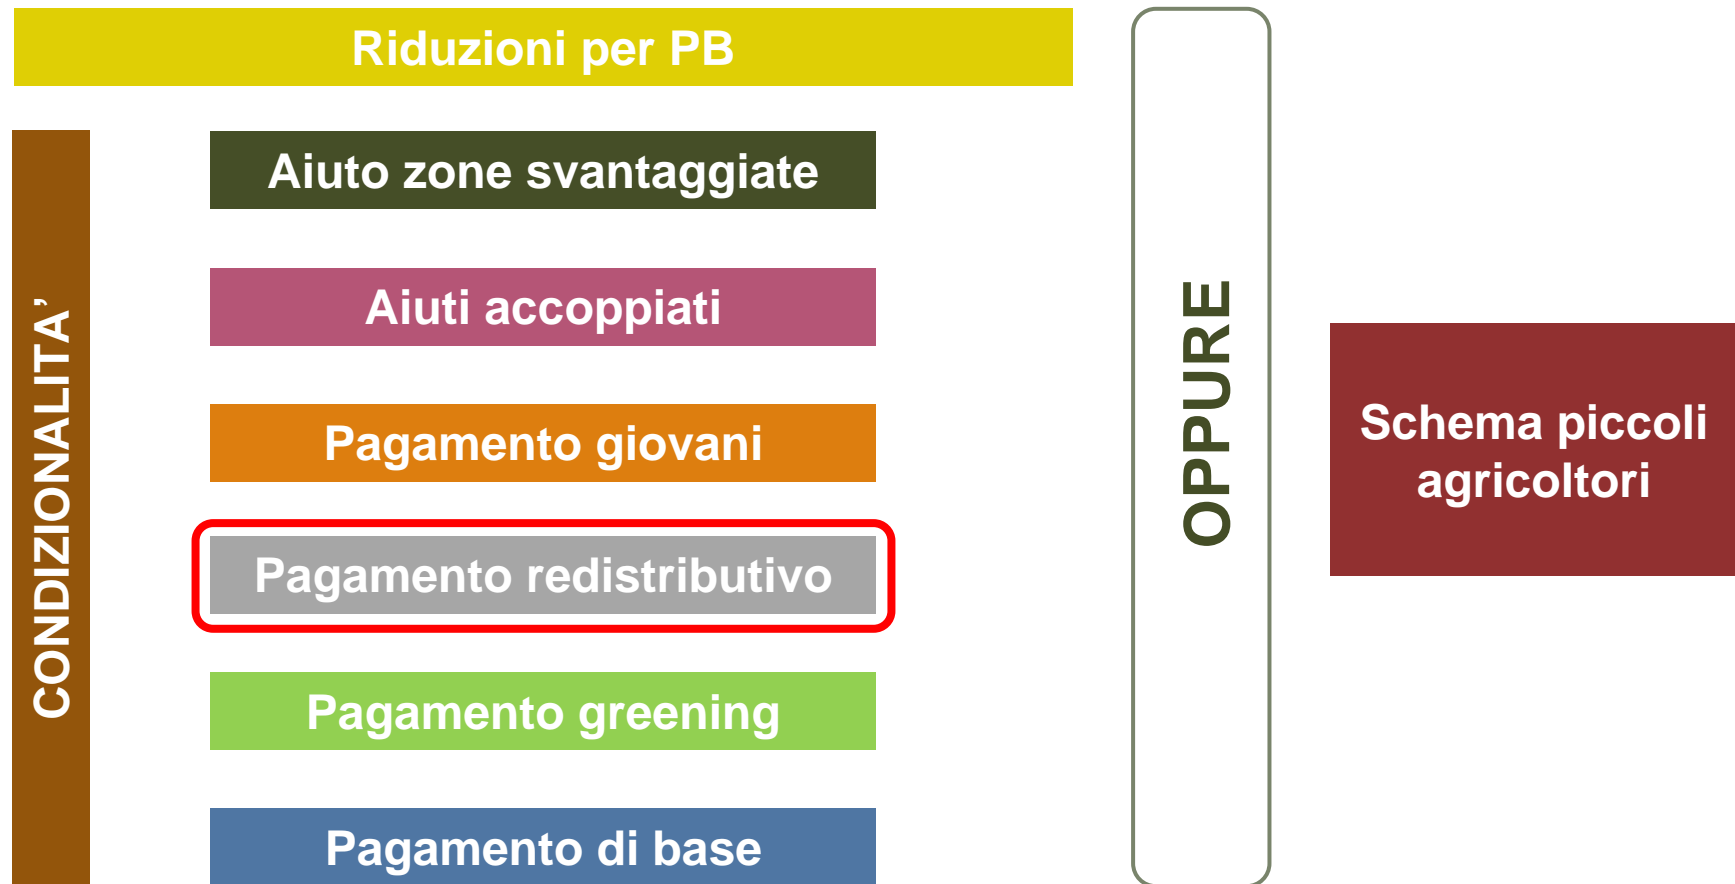 Riduzioni per PB
CONDIZIONALITA’
Aiuto zone svantaggiate
Aiuti accoppiati
Pagamento giovani
Pagamento redistributivo
Pagamento greening
Pagamento di base
OPPURE
Schema piccoli
agricoltori